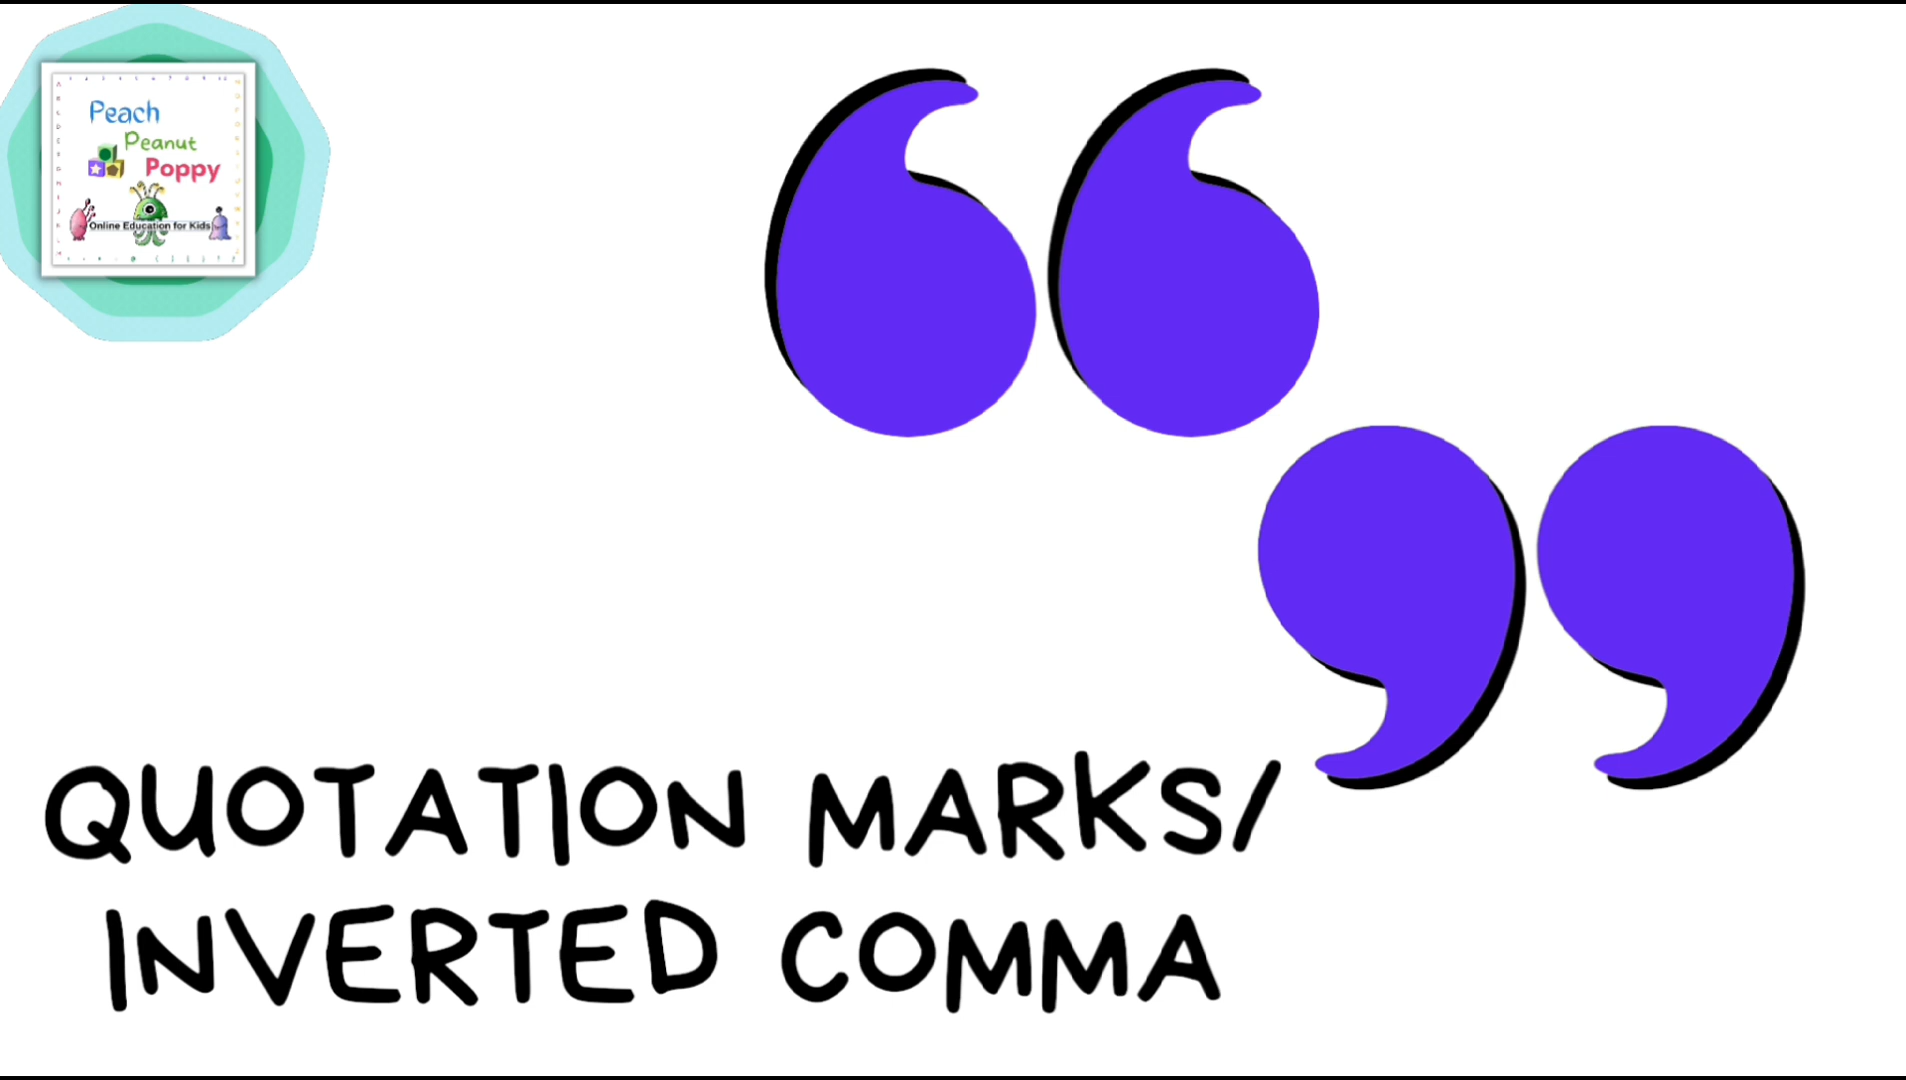 Peach
Peanut
Poppy
Online Education for Kids
“ ”
QUOTATION MARKS/
INVERTED COMMA